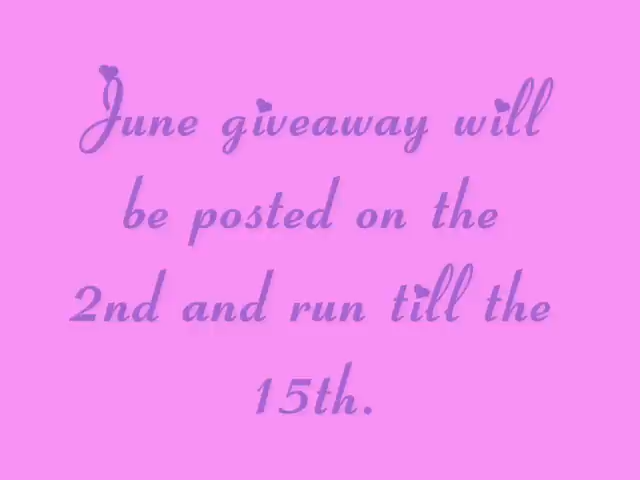 June giveaway will
be posted on the
2nd and run till the
15th.